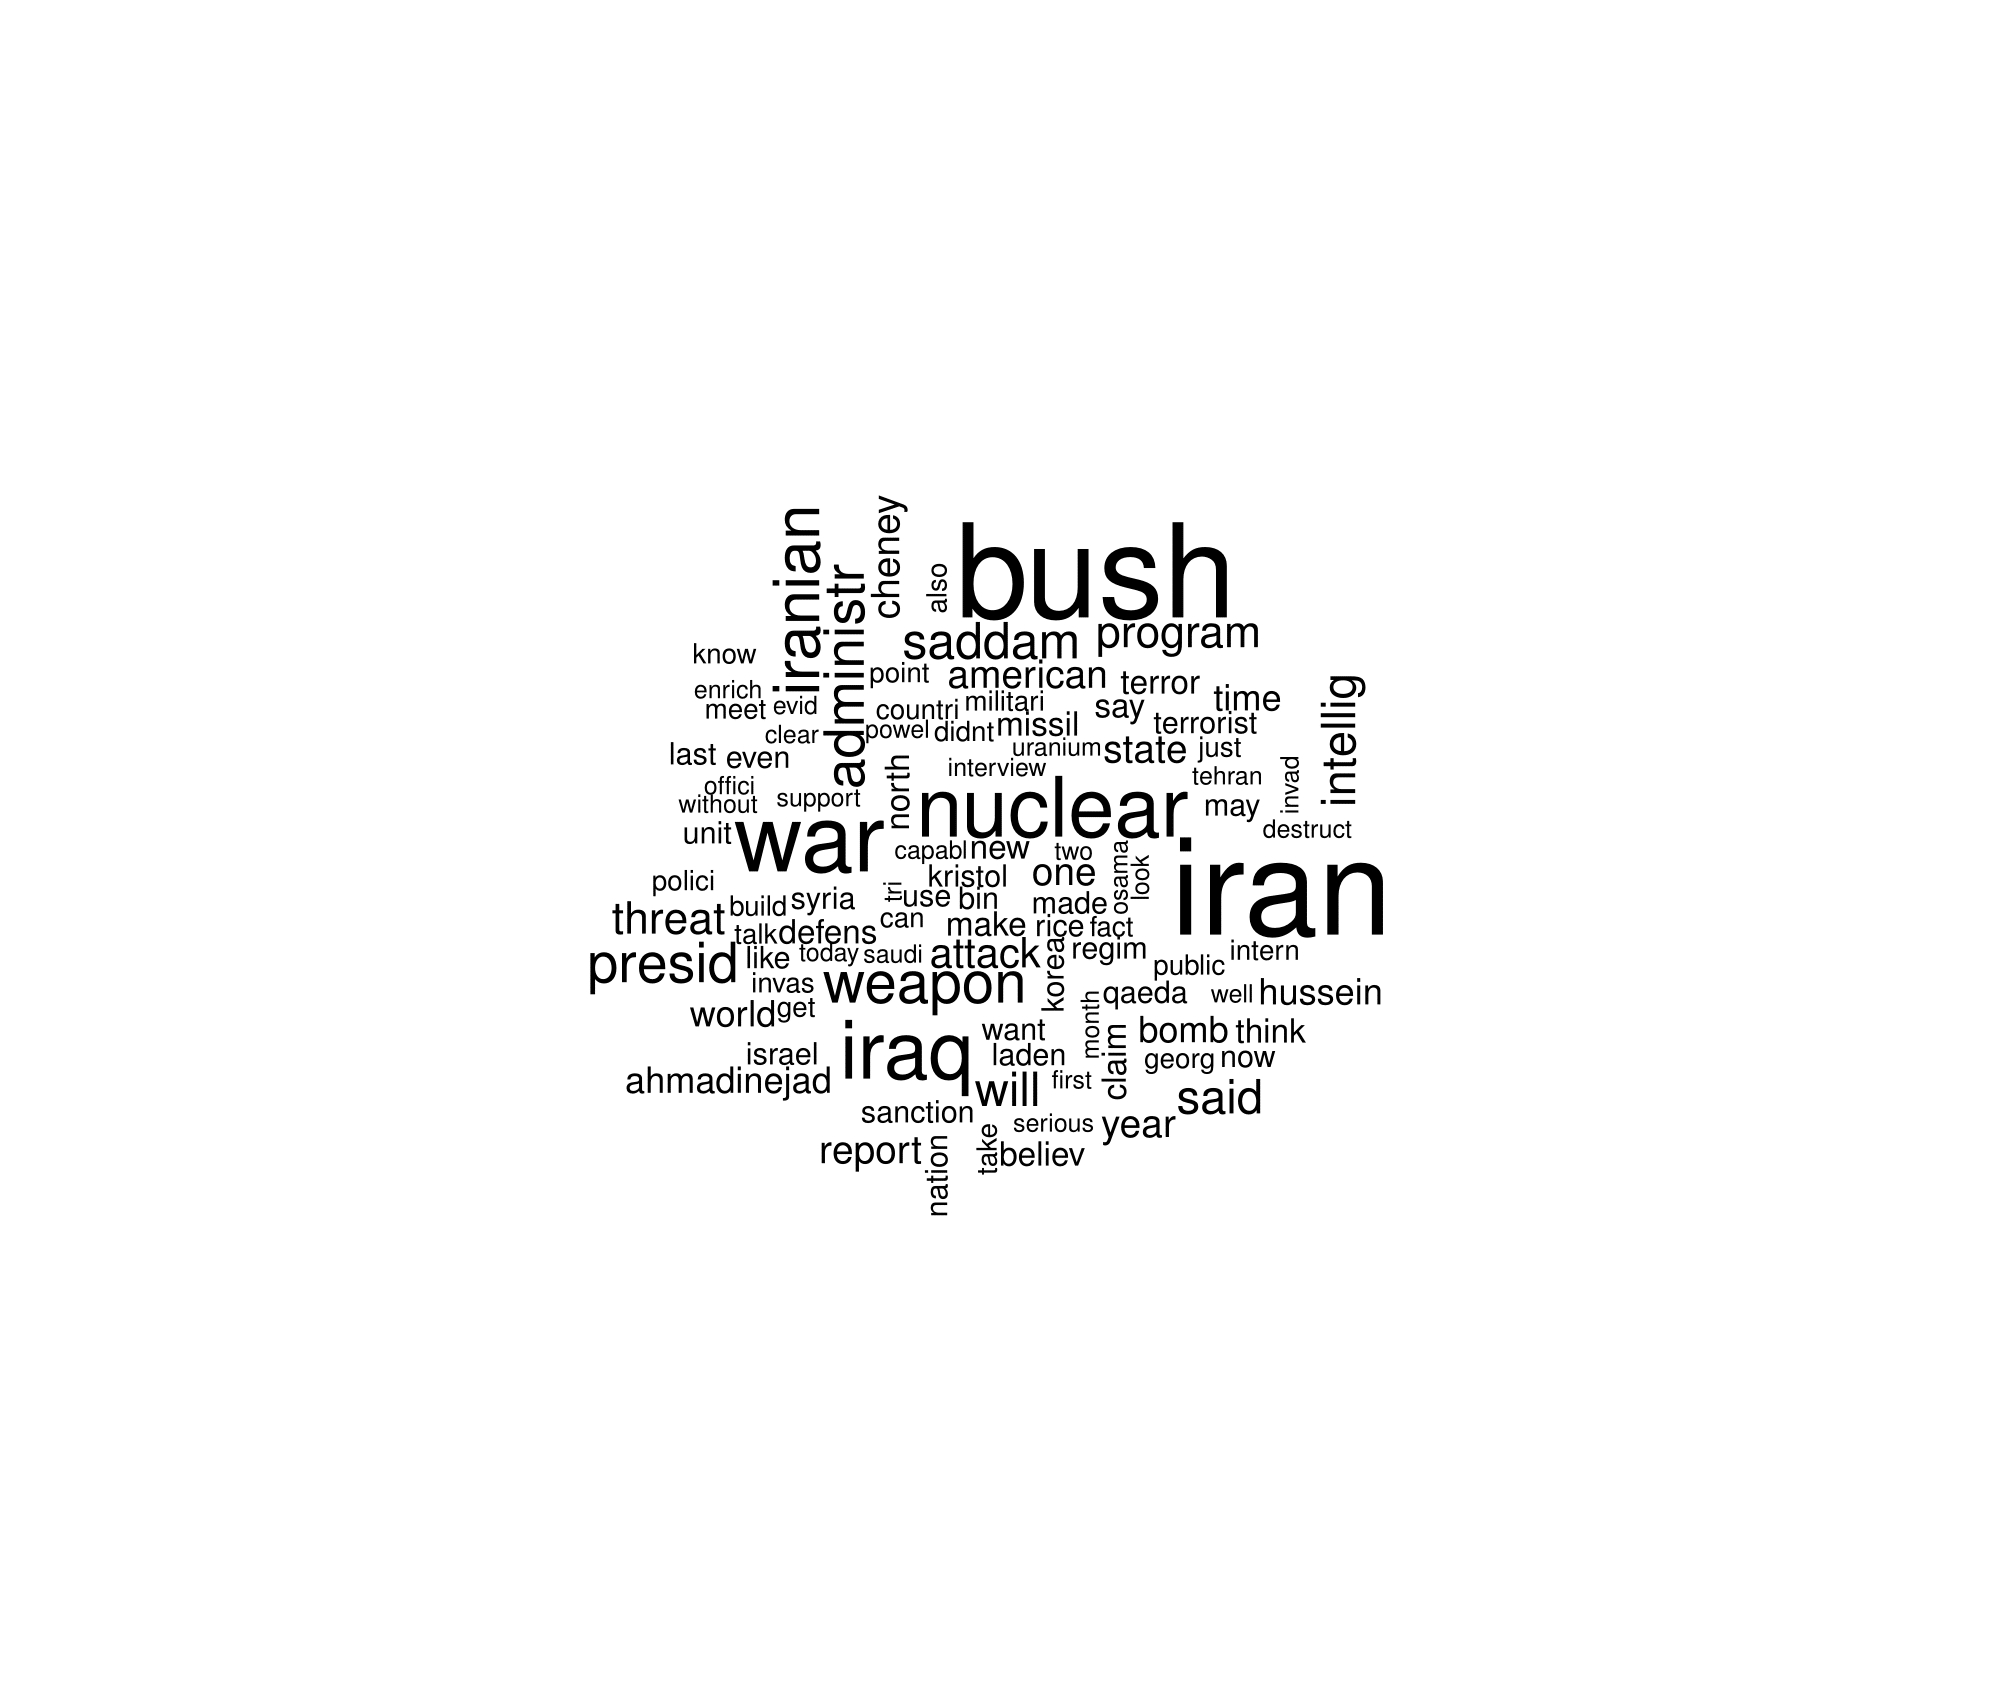 iranian
administr
cheney
also
bush
saddam
program
know
point
american
terror
time
intellig
enrich
meet
evid
countri
militari
say
terrorist
clear
powel
didnt
missil
uranium
state
just
last
even
interview
tehran
invad
offici
without
support
north
nuclear
may
unit
war
destruct
capabl
new
two
osama
look
iran
polici
kristol
one
threat
build
syria
tri
use
bin
made
talk
defens
can
make
rice
fact
presid
like
today
saudi
attack
korea
regim
public
intern
invas
weapon
month
qaeda
well
hussein
world
get
iraq
want
claim
bomb
think
israel
laden
georg
now
ahmadinejad
will
first
said
sanction
serious
year
report
nation
take
believ